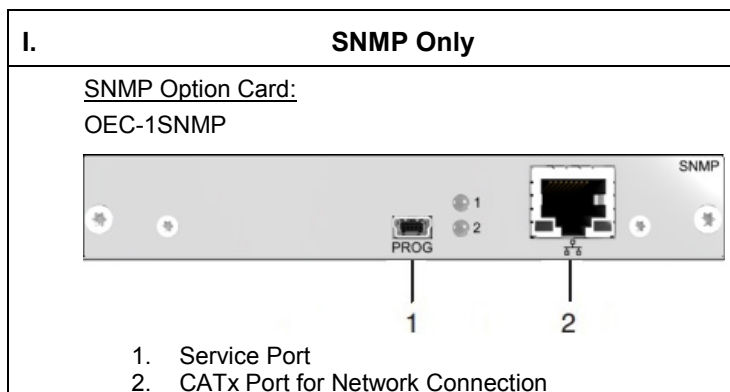 I. SNMP Only
SNMP Option Card:
OEC-1SNMP
SNMP
1
2
PROG
1 2
1. Service Port
2. CATx Port for Network Connection